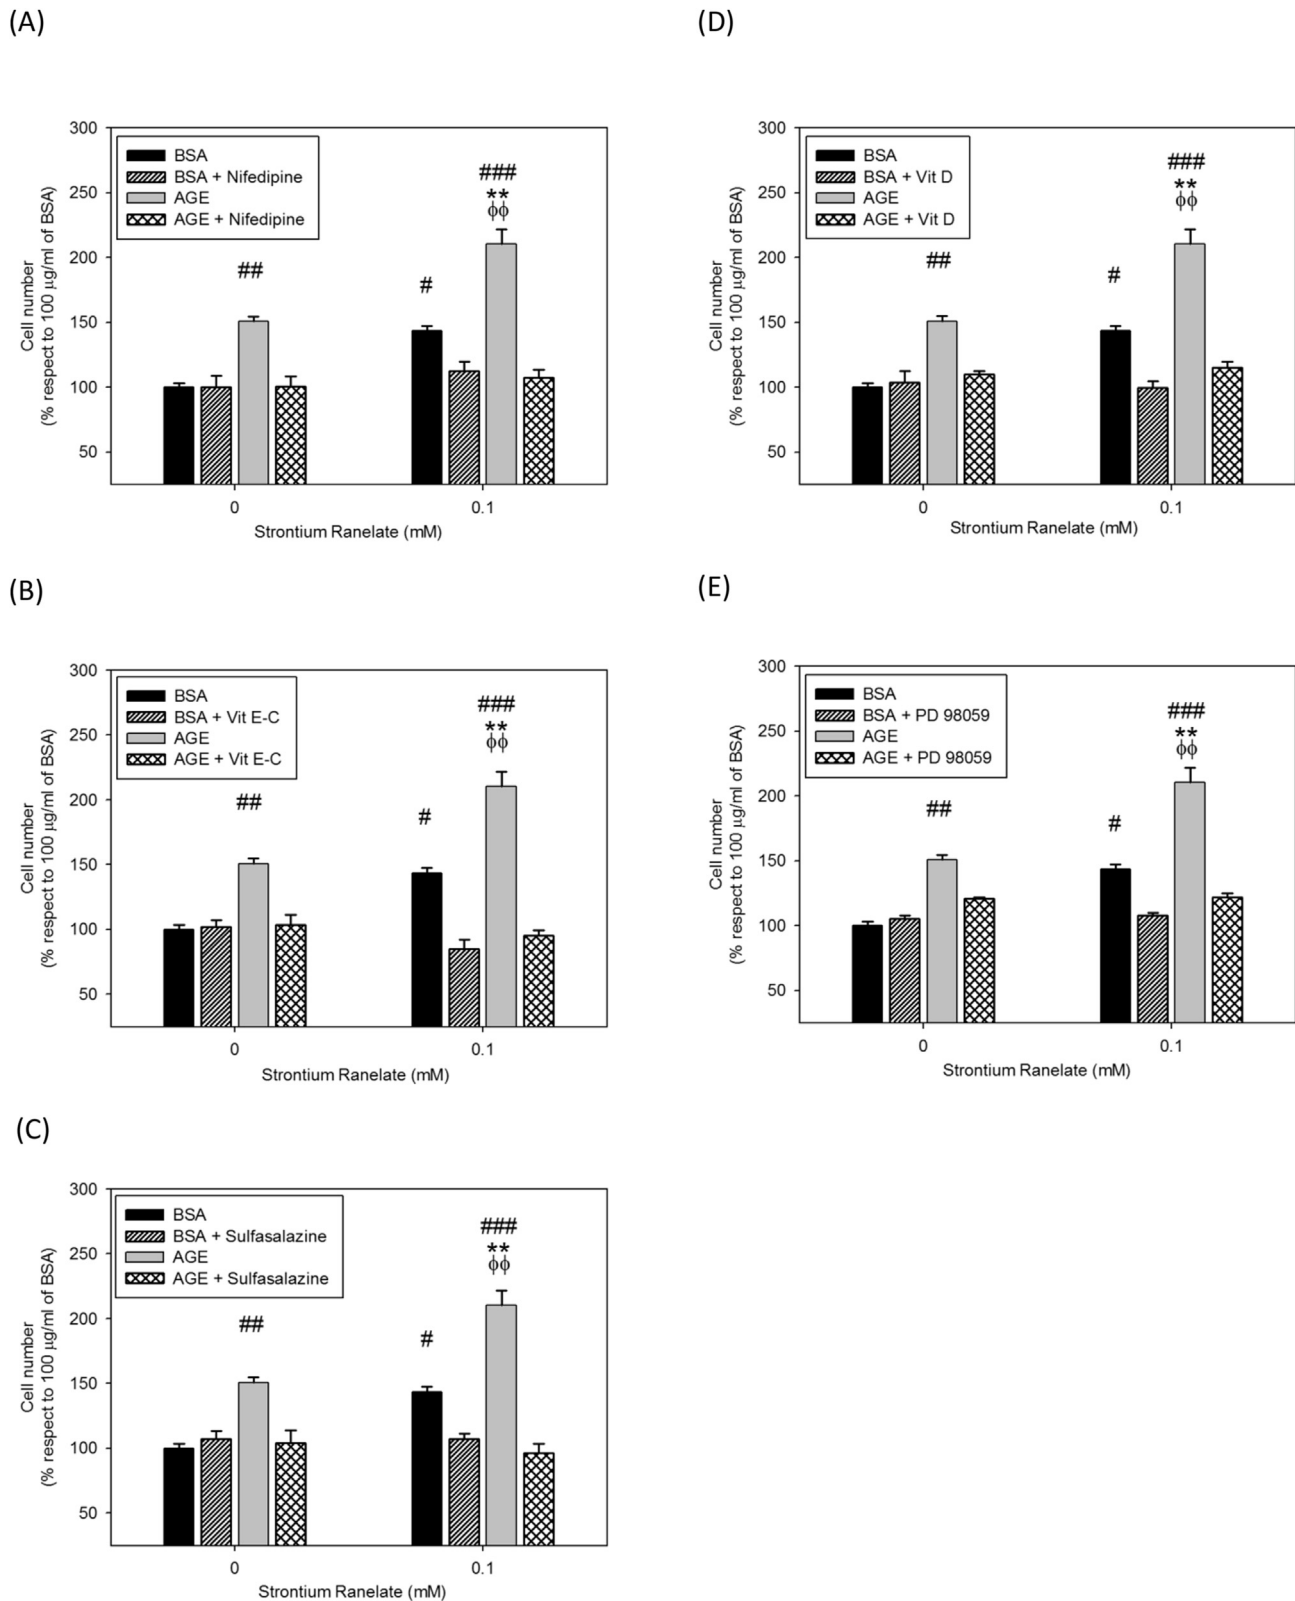 (A)
300
250
200
150
100
50
Cell number
(% respect to 100 μg/ml of BSA)
BSA
BSA + Nifedipine
AGE
AGE + Nifedipine
##
#
###
**
ϕϕ
0
0.1
Strontium Ranelate (mM)
(B)
300
250
200
150
100
50
Cell number
(% respect to 100 μg/ml of BSA)
BSA
BSA + Vit E-C
AGE
AGE + Vit E-C
##
#
###
**
ϕϕ
0
0.1
Strontium Ranelate (mM)
(C)
300
250
200
150
100
50
Cell number
(% respect to 100 μg/ml of BSA)
BSA
BSA + Sulfasalazine
AGE
AGE + Sulfasalazine
##
#
###
**
ϕϕ
0
0.1
Strontium Ranelate (mM)
(D)
300
250
200
150
100
50
Cell number
(% respect to 100 μg/ml of BSA)
BSA
BSA + Vit D
AGE
AGE + Vit D
##
#
###
**
ϕϕ
0
0.1
Strontium Ranelate (mM)
(E)
300
250
200
150
100
50
Cell number
(% respect to 100 μg/ml of BSA)
BSA
BSA + PD 98059
AGE
AGE + PD 98059
##
#
###
**
ϕϕ
0
0.1
Strontium Ranelate (mM)